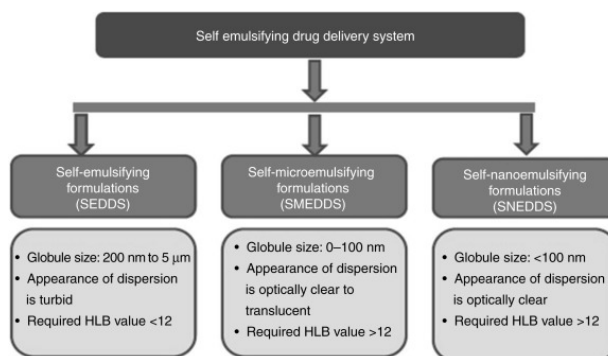 Self emulsifying drug delivery system
Self-emulsifying
formulations
(SEDDS)
• Globule size: 200 nm to 5 μm
• Appearance of dispersion
is turbid
• Required HLB value <12
Self-microemulsifying
formulations
(SMEDDS)
• Globule size: 0–100 nm
• Appearance of dispersion
is optically clear to
translucent
• Required HLB value >12
Self-nanoemulsifying
formulations
(SNEDDS)
• Globule size: <100 nm
• Appearance of dispersion
is optically clear
• Required HLB value >12